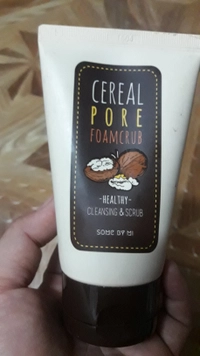 CEREAL
PORE
FOAMCRUB
-HEALTHY-
CLEANSING & SCRUB
SOME BY MI